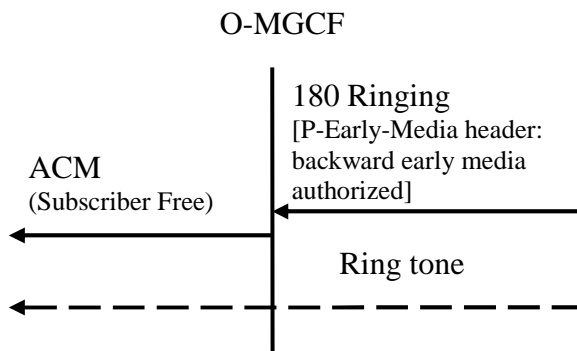 O-MGCF
180 Ringing
[P-Early-Media header:
backward early media
authorized]
ACM
(Subscriber Free)
Ring tone